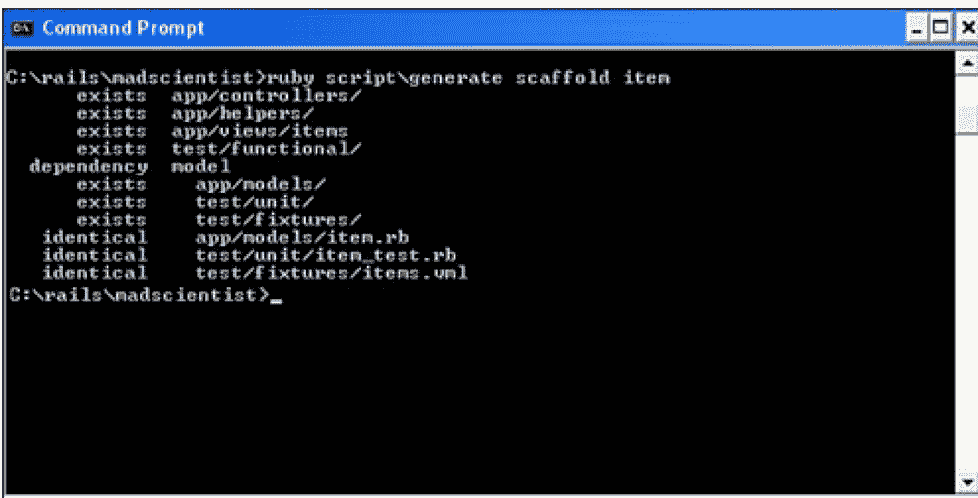 Command Prompt
C:\rails\madscientist>ruby script\generate scaffold item
exists app/controllers/
exists app/helpers/
exists app/views/items
exists test/functional/
dependency model
exists app/models/
exists test/unit/
exists test/fixtures/
identical app/models/item.rb
identical test/unit/item_test.rb
identical test/fixtures/items.yml
C:\rails\madscientist>_